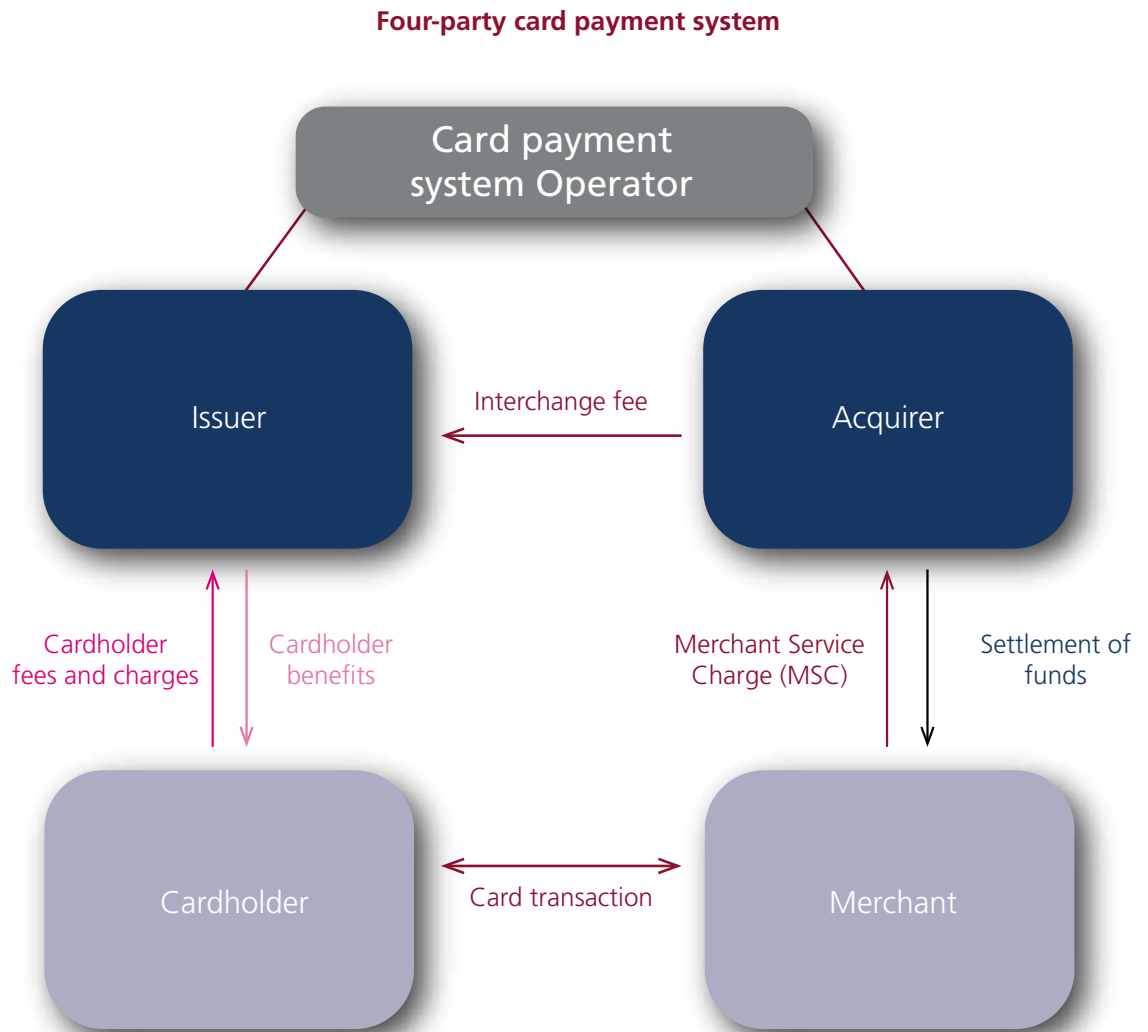 Four-party card payment system
Card payment
system Operator
Issuer
Interchange fee
Acquirer
Cardholder
fees and charges
Cardholder
benefits
Merchant Service
Charge (MSC)
Settlement of
funds
Cardholder
Card transaction
Merchant